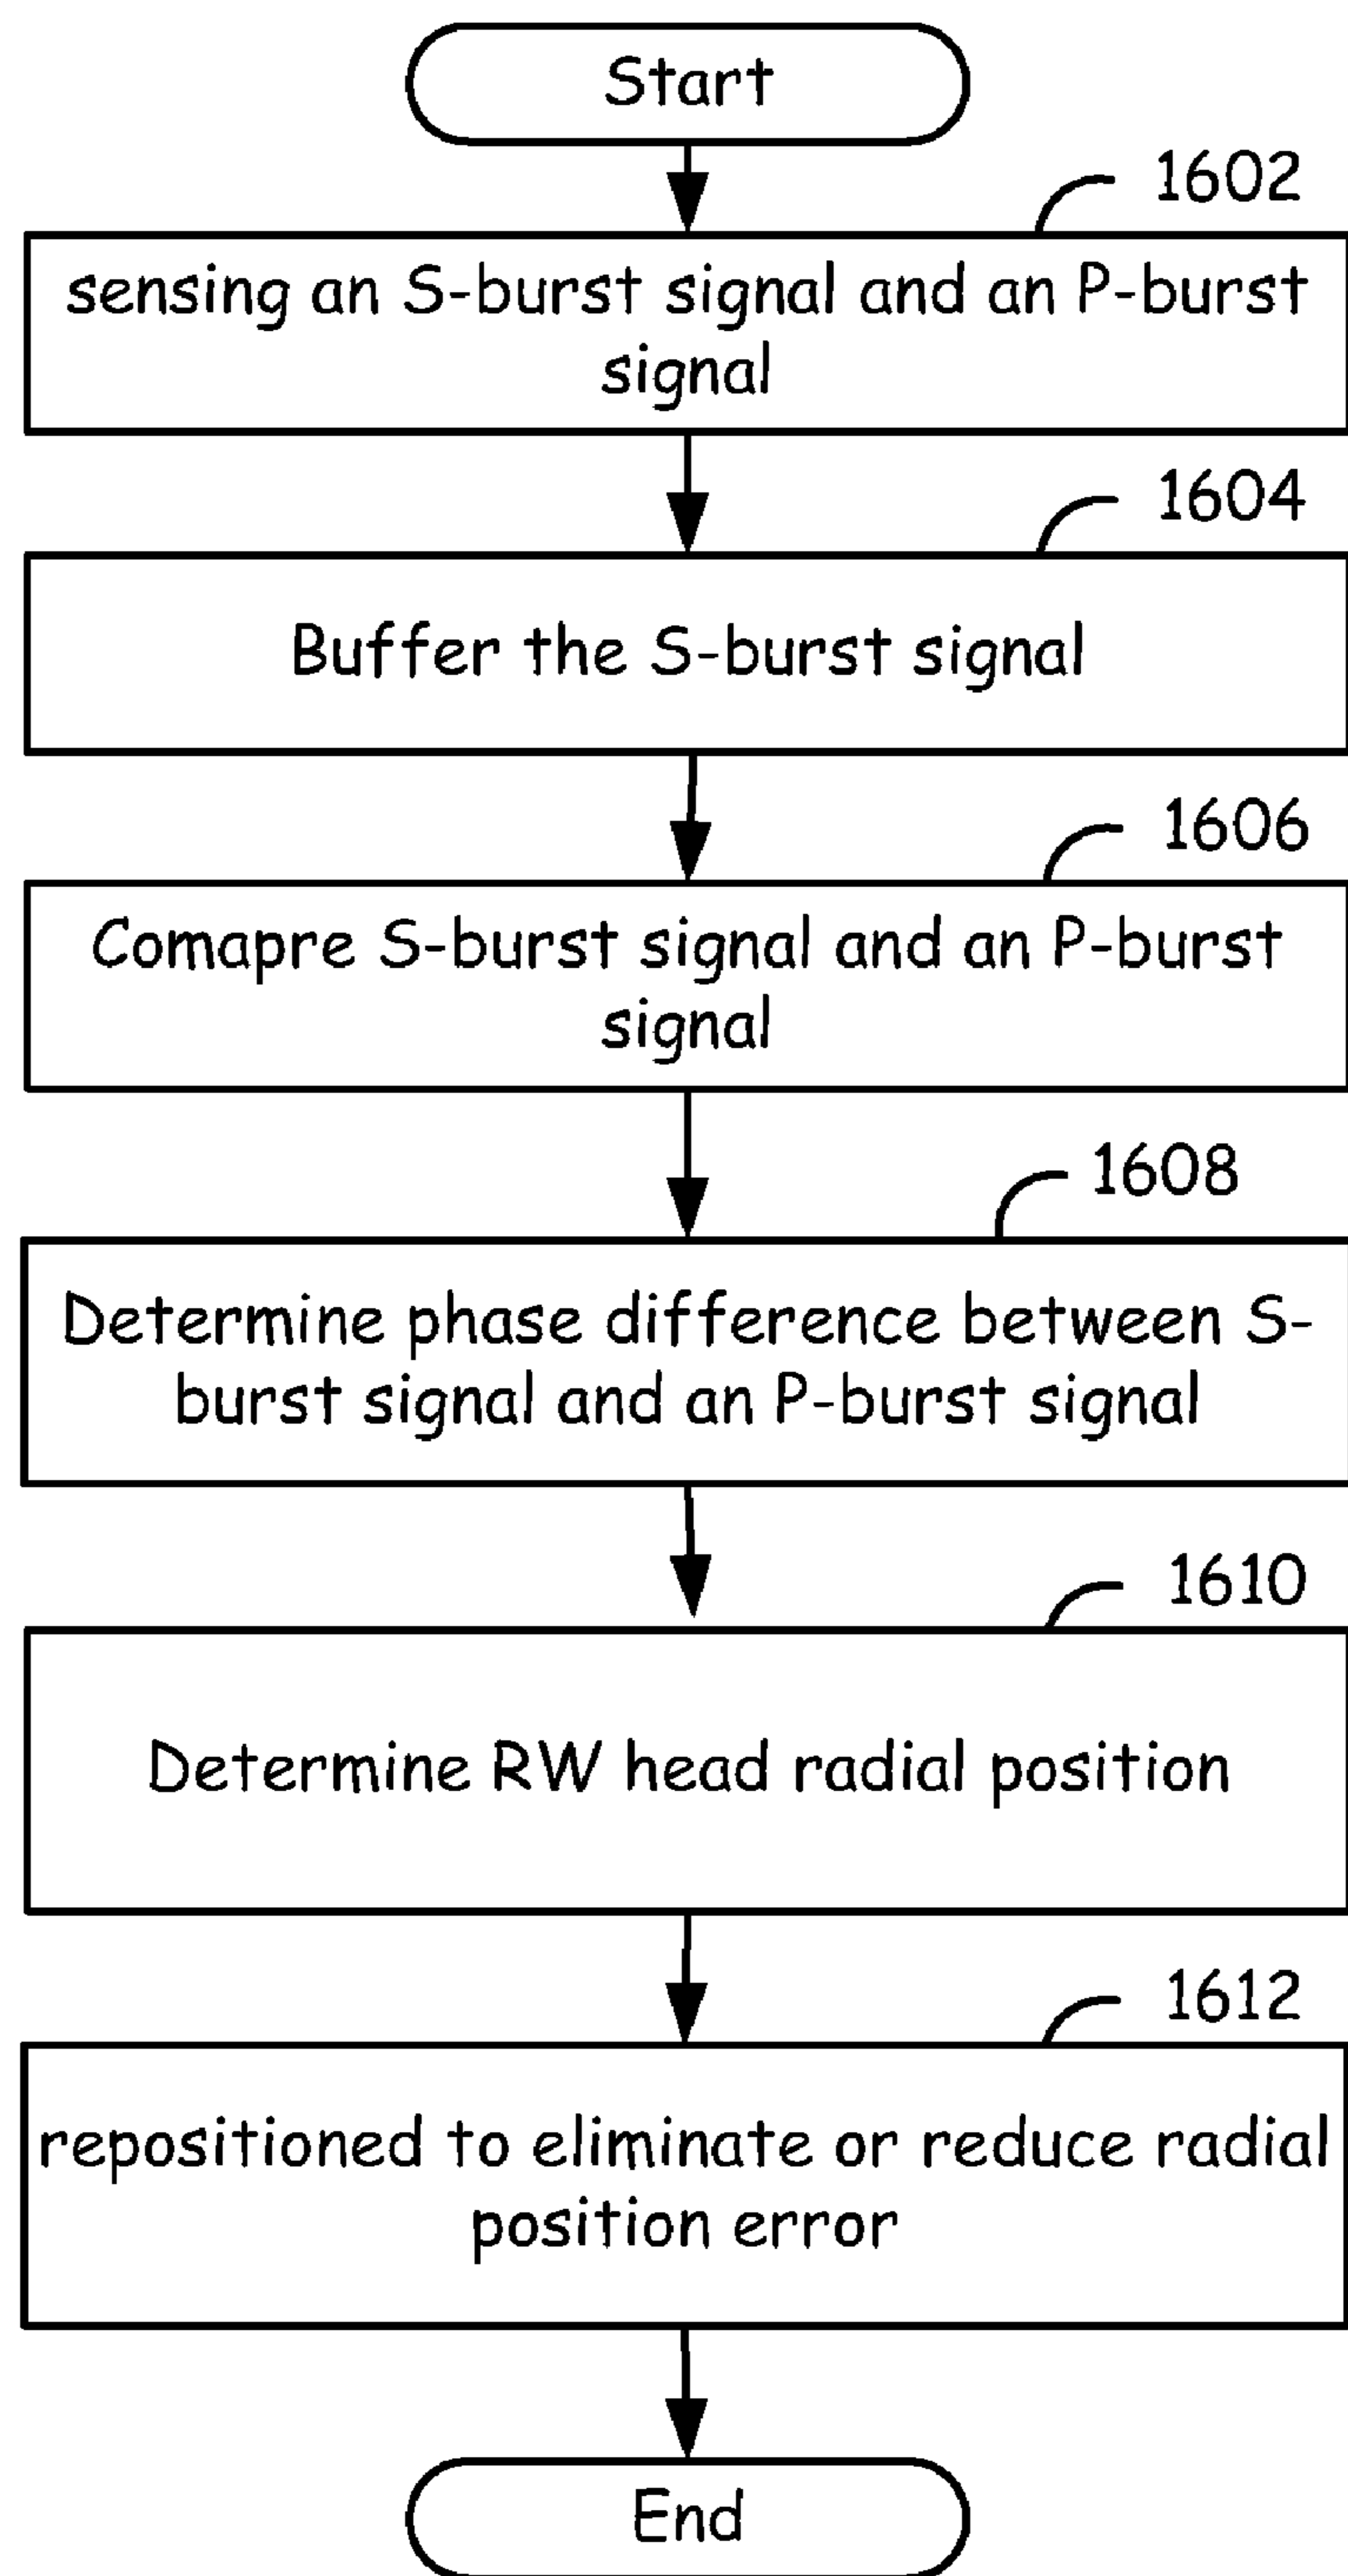 Start
1602
sensing an S-burst signal and an P-burst
signal
1604
Buffer the S-burst signal
1606
Comapre S-burst signal and an P-burst
signal
1608
Determine phase difference between S-
burst signal and an P-burst signal
1610
Determine RW head radial position
1612
repositioned to eliminate or reduce radial
position error
End